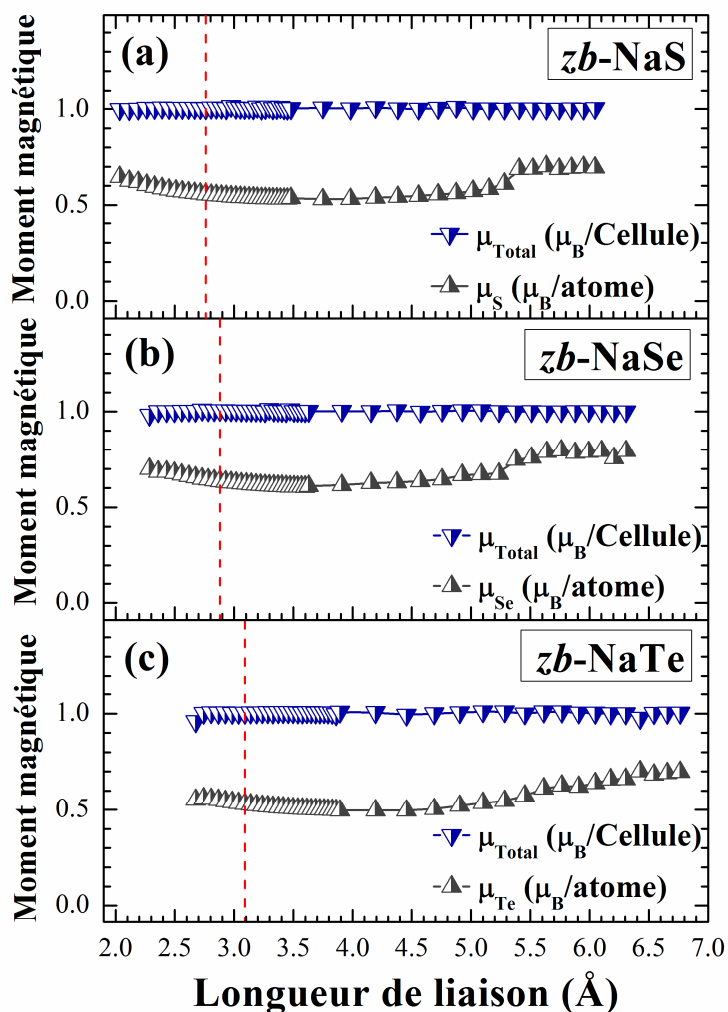 (a)
zb-NaS
Moment magnétique
1.0
0.5
0.0
μTotal (μB/Cellule)
μS (μB/atome)
(b)
zb-NaSe
Moment magnétique
1.0
0.5
0.0
μTotal (μB/Cellule)
μSe (μB/atome)
(c)
zb-NaTe
Moment magnétique
1.0
0.5
0.0
μTotal (μB/Cellule)
μTe (μB/atome)
2.0 2.5 3.0 3.5 4.0 4.5 5.0 5.5 6.0 6.5 7.0
Longueur de liaison (Å)